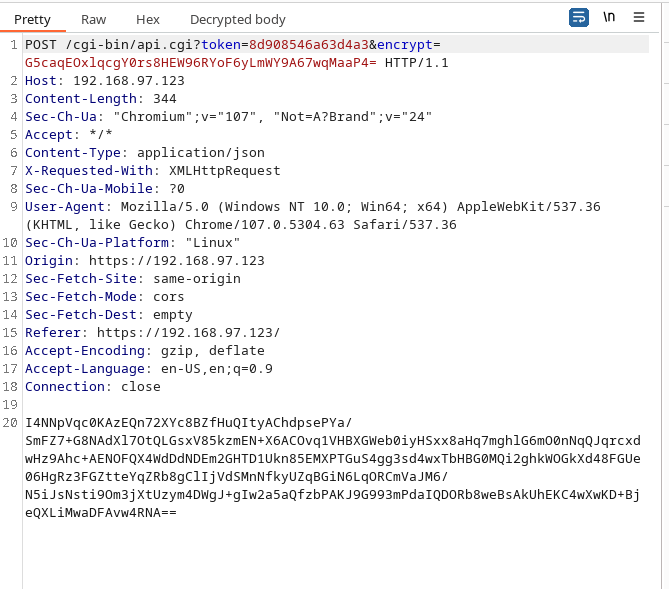 Pretty Raw Hex Decrypted body \n
1 POST /cgi-bin/api.cgi?token=8d908546a63d4a3&encrypt=
G5caqEOxlqcgY0rs8HEW96RYoF6yLmWY9A67wqMaaP4= HTTP/1.1
2 Host: 192.168.97.123
3 Content-Length: 344
4 Sec-Ch-Ua: "Chromium";v="107", "Not=A?Brand";v="24"
5 Accept: */*
6 Content-Type: application/json
7 X-Requested-With: XMLHttpRequest
8 Sec-Ch-Ua-Mobile: ?0
9 User-Agent: Mozilla/5.0 (Windows NT 10.0; Win64; x64) AppleWebKit/537.36
(KHTML, like Gecko) Chrome/107.0.5304.63 Safari/537.36
10 Sec-Ch-Ua-Platform: "Linux"
11 Origin: https://192.168.97.123
12 Sec-Fetch-Site: same-origin
13 Sec-Fetch-Mode: cors
14 Sec-Fetch-Dest: empty
15 Referer: https://192.168.97.123/
16 Accept-Encoding: gzip, deflate
17 Accept-Language: en-US,en;q=0.9
18 Connection: close
19
20 I4NNpVqc0KAzEQn72XYc8BZfHuQItyAChdpsePYa/
SmFZ7+G8NAdXl7OtQLGsxV85kzmEN+X6ACOvq1VHBXGWeb0iyHSxx8aHq7mghlG6mO0nNqQJqrcxd
wHz9Ahc+AENOFQX4WdDdNDEm2GHTD1Ukn85EMXPTGuS4gg3sd4wxTbHBG0MQi2ghkWOGkXd48FGUe
06HgRz3FGZtteYqZRb8gClIjVdSMnNfkyUZqBGiN6LqORCmVaJM6/
N5iJsNsti9Om3jXtUzym4DWgJ+gIw2a5aQfzbPAKJ9G993mPdaIQDORb8weBsAkUhEKC4wXwKD+Bj
eQXLiMwaDFAvw4RNA==